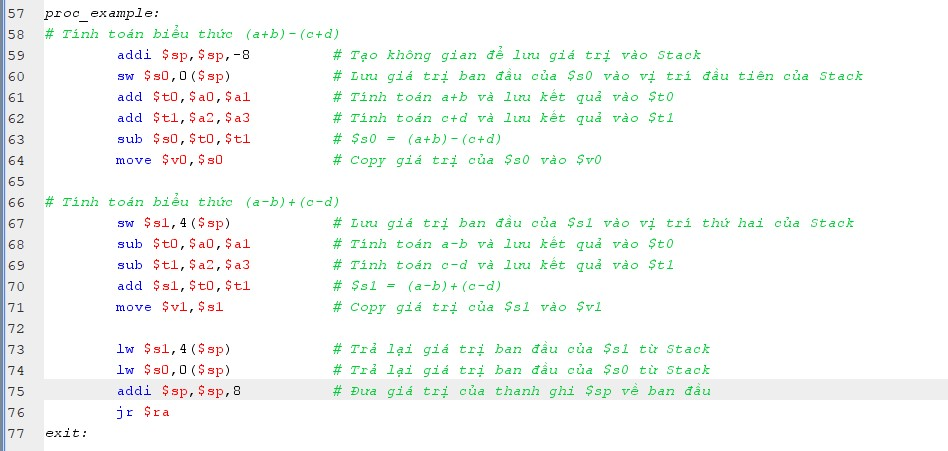 57 proc_example:
58 # Tính toán biểu thức (a+b)-(c+d)
59 addi $sp,$sp,-8 # Tạo không gian để lưu giá trị vào Stack
60 sw $s0,0($sp) # Lưu giá trị ban đầu của $s0 vào vị trí đầu tiên của Stack
61 add $t0,$a0,$a1 # Tính toán a+b và lưu kết quả vào $t0
62 add $t1,$a2,$a3 # Tính toán c+d và lưu kết quả vào $t1
63 sub $s0,$t0,$t1 # $s0 = (a+b)-(c+d)
64 move $v0,$s0 # Copy giá trị của $s0 vào $v0
65
66 # Tính toán biểu thức (a-b)+(c-d)
67 sw $s1,4($sp) # Lưu giá trị ban đầu của $s1 vào vị trí thứ hai của Stack
68 sub $t0,$a0,$a1 # Tính toán a-b và lưu kết quả vào $t0
69 sub $t1,$a2,$a3 # Tính toán c-d và lưu kết quả vào $t1
70 add $s1,$t0,$t1 # $s1 = (a-b)+(c-d)
71 move $v1,$s1 # Copy giá trị của $s1 vào $v1
72
73 lw $s1,4($sp) # Trả lại giá trị ban đầu của $s1 từ Stack
74 lw $s0,0($sp) # Trả lại giá trị ban đầu của $s0 từ Stack
75 addi $sp,$sp,8 # Đưa giá trị của thanh ghi $sp về ban đầu
76 jr $ra
77 exit: